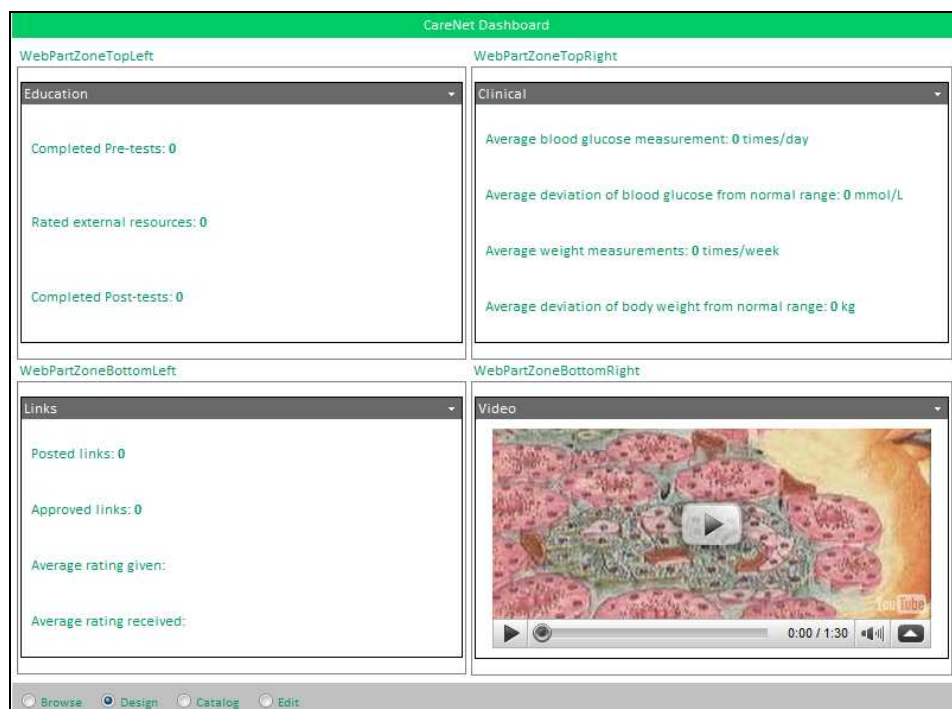 CareNet Dashboard
WebPartZoneTopLeft
Education
Completed Pre-tests: 0
Rated external resources: 0
Completed Post-tests: 0
WebPartZoneTopRight
Clinical
Average blood glucose measurement: 0 times/day
Average deviation of blood glucose from normal range: 0 mmol/L
Average weight measurements: 0 times/week
Average deviation of body weight from normal range: 0 kg
WebPartZoneBottomLeft
Links
Posted links: 0
Approved links: 0
Average rating given:
Average rating received:
WebPartZoneBottomRight
Video
YouTube
0:00 / 1:30
Browse Design Catalog Edit